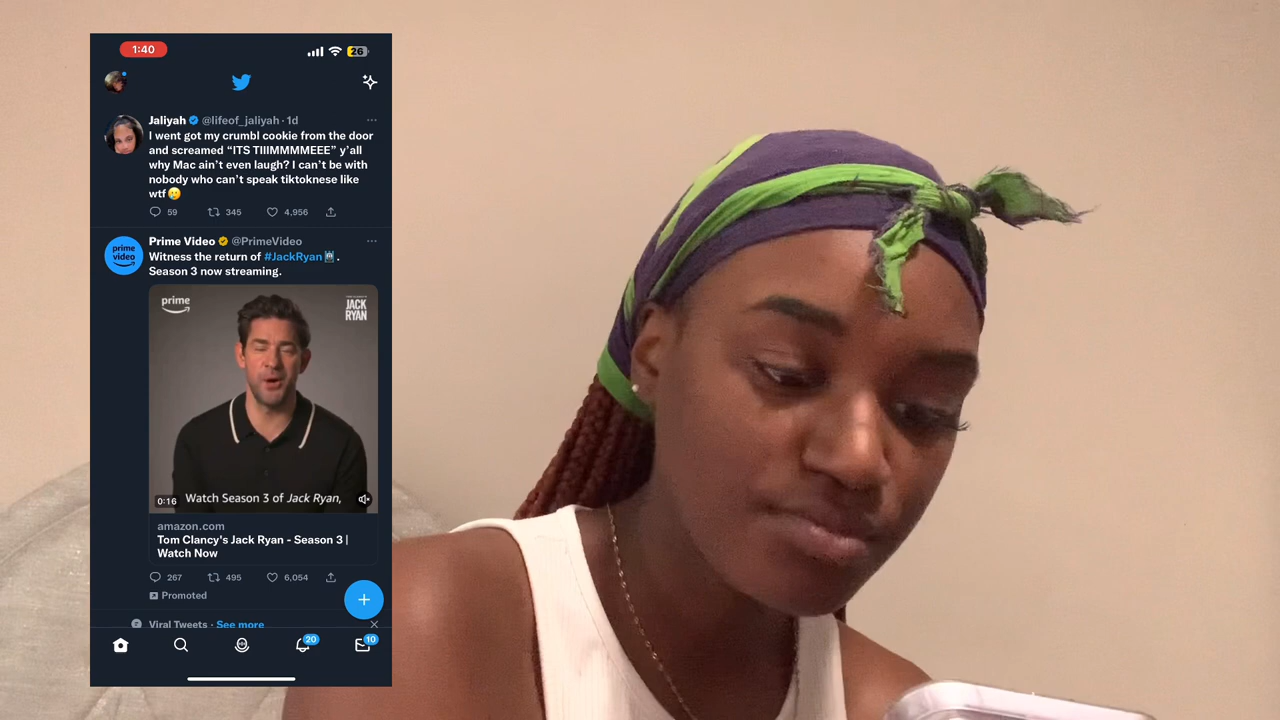 1:40
26
Jaliyah @lifeof_jaliyah · 1d
I went got my crumbl cookie from the door
and screamed “ITS TIIIMMMMEEE” y’all
why Mac ain’t even laugh? I can’t be with
nobody who can’t speak tiktoknese like
wtf
59 345 4,956
prime
video
Prime Video @PrimeVideo
Witness the return of #JackRyan .
Season 3 now streaming.
prime
JACK
RYAN
0:16
Watch Season 3 of Jack Ryan,
amazon.com
Tom Clancy's Jack Ryan - Season 3 |
Watch Now
267 495 6,054
Promoted
Viral Tweets · See more
20
10